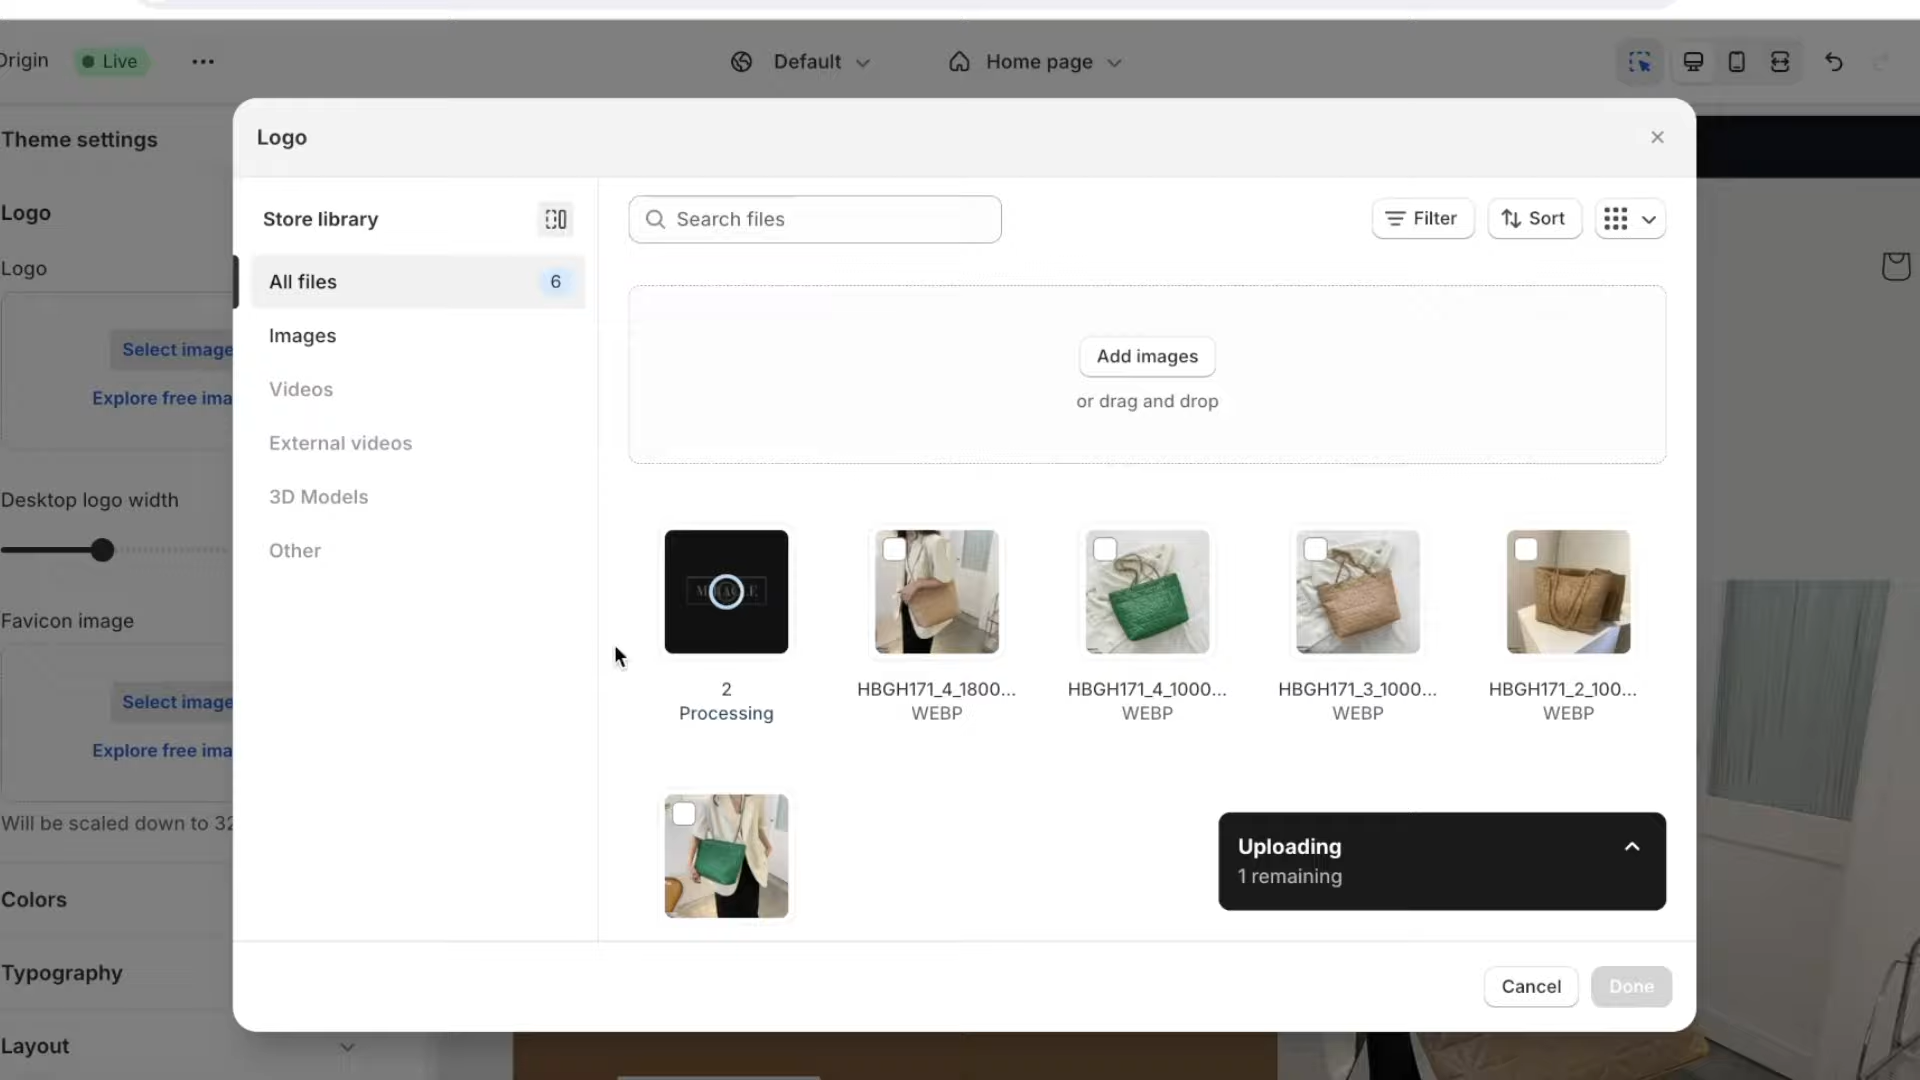 Origin
Live
Default
Home page
Theme settings
Logo
Logo
Select image
Explore free ima
Desktop logo width
Favicon image
Select image
Explore free ima
Will be scaled down to 32
Colors
Typography
Layout
Logo
Store library
All files
6
Images
Videos
External videos
3D Models
Other
Search files
Filter
Sort
Add images
or drag and drop
2
Processing
HBGH171_4_1800...
WEBP
HBGH171_4_1000...
WEBP
HBGH171_3_1000...
WEBP
HBGH171_2_100...
WEBP
Uploading
1 remaining
Cancel
Done